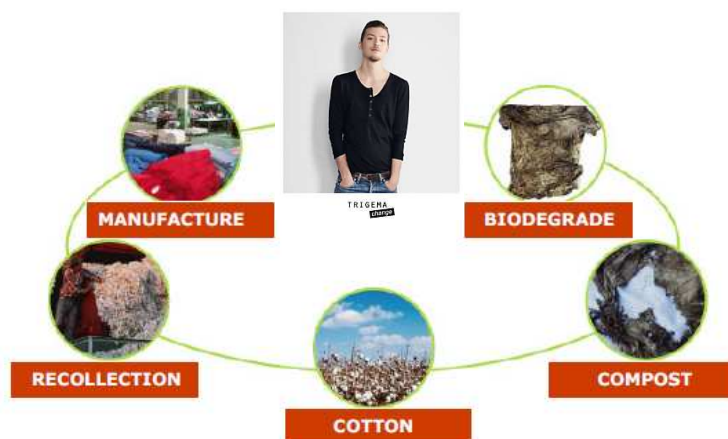 TRIGEMA
change
MANUFACTURE
BIODEGRADE
RECOLLECTION
COMPOST
COTTON